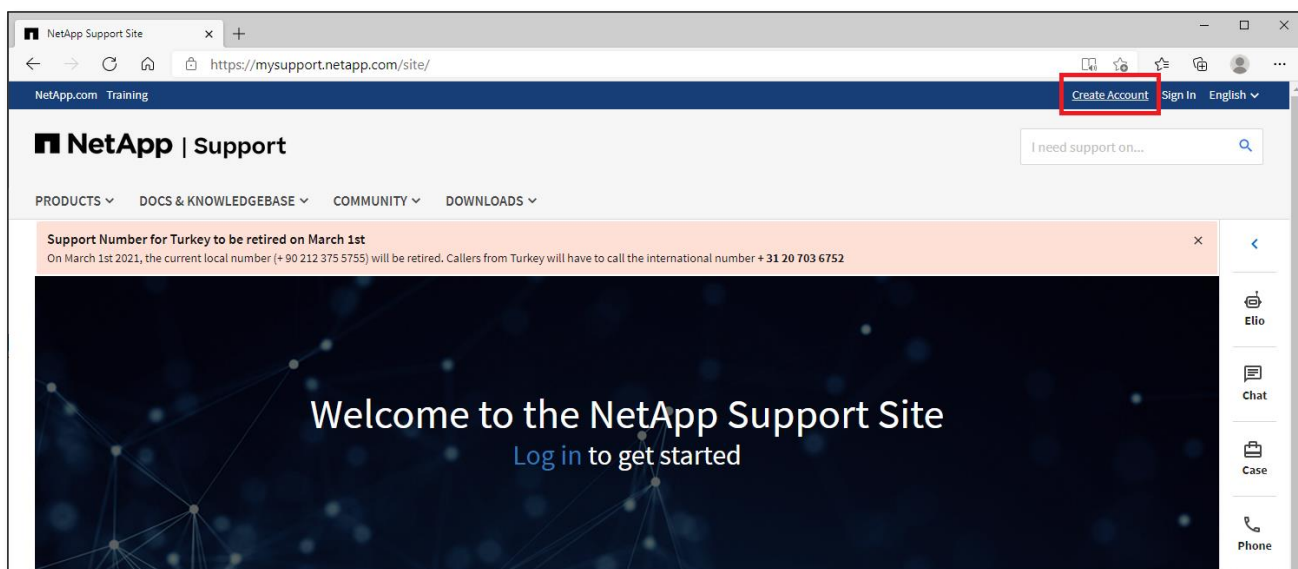 NetApp Support Site
https://mysupport.netapp.com/site/
NetApp.com Training Create Account Sign In English
NetApp | Support
I need support on...
PRODUCTS DOCS & KNOWLEDGEBASE COMMUNITY DOWNLOADS
Support Number for Turkey to be retired on March 1st
On March 1st 2021, the current local number (+ 90 212 375 5755) will be retired. Callers from Turkey will have to call the international number + 31 20 703 6752
Elio
Chat
Welcome to the NetApp Support Site
Log in to get started
Case
Phone